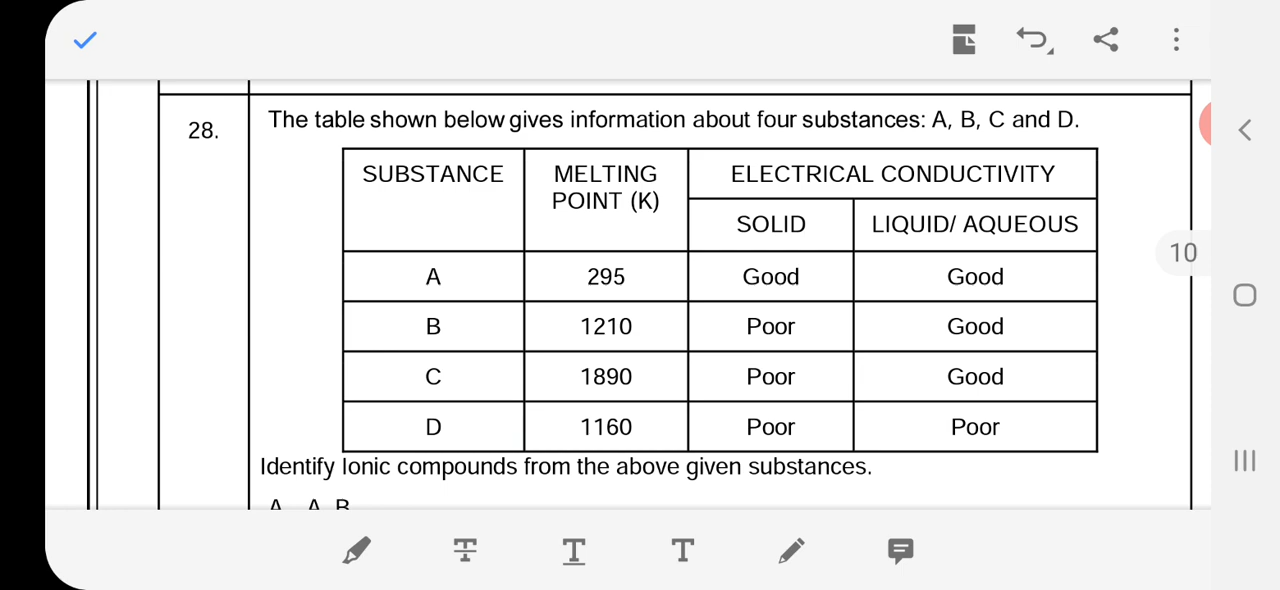 28.
The table shown below gives information about four substances: A, B, C and D.
SUBSTANCE MELTING POINT (K) ELECTRICAL CONDUCTIVITY
SOLID LIQUID/ AQUEOUS
A 295 Good Good
B 1210 Poor Good
C 1890 Poor Good
D 1160 Poor Poor
10
Identify Ionic compounds from the above given substances.
A A B
T T T